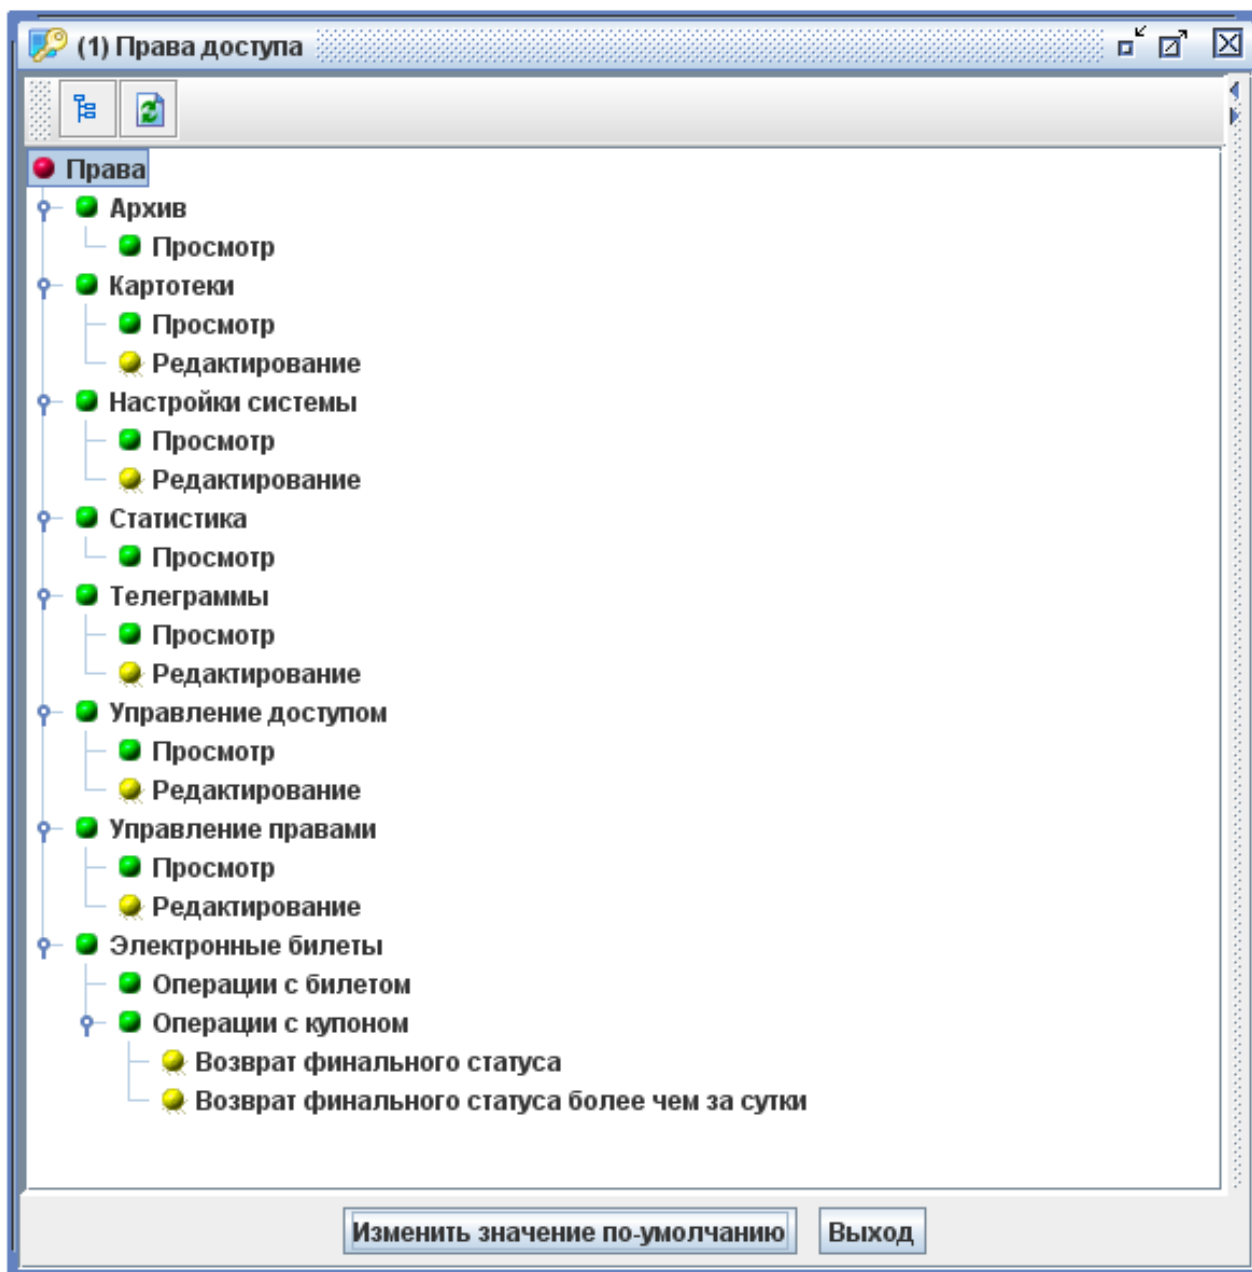 (1) Права доступа
Права
Архив
Просмотр
Картотеки
Просмотр
Редактирование
Настройки системы
Просмотр
Редактирование
Статистика
Просмотр
Телеграммы
Просмотр
Редактирование
Управление доступом
Просмотр
Редактирование
Управление правами
Просмотр
Редактирование
Электронные билеты
Операции с билетом
Операции с купоном
Возврат финального статуса
Возврат финального статуса более чем за сутки
Изменить значение по-умолчанию Выход